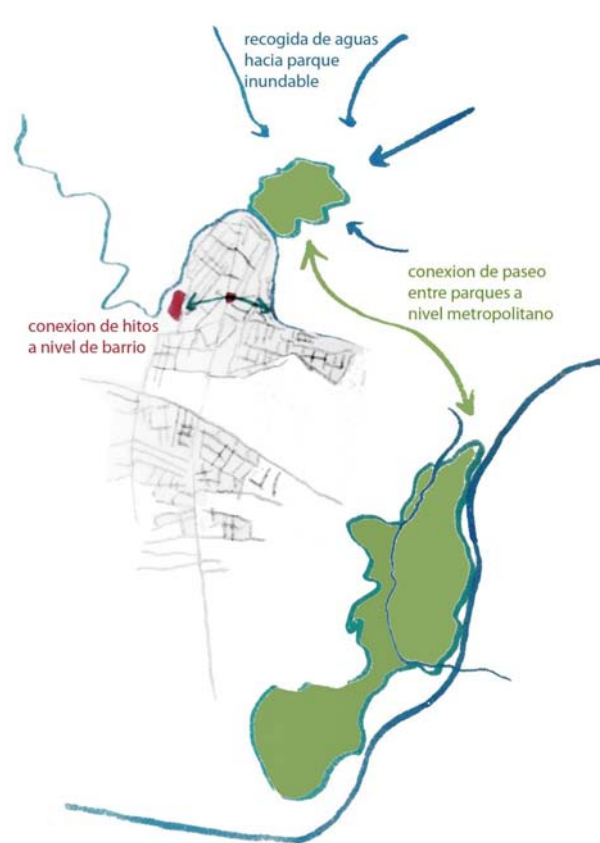 recogida de aguas
hacia parque
inundable
conexion de paseo
entre parques a
nivel metropolitano
conexion de hitos
a nivel de barrio